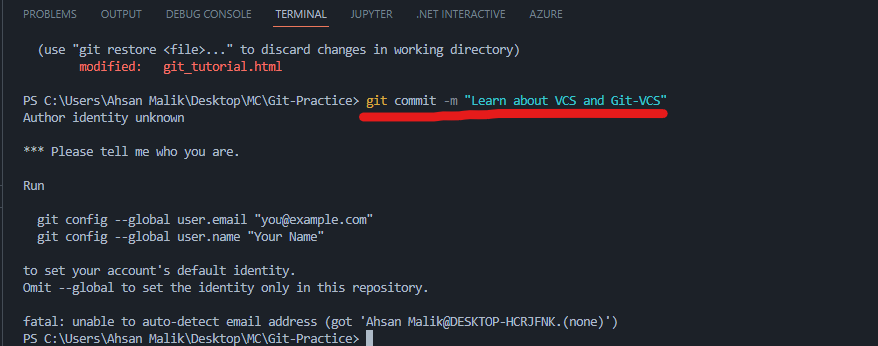 PROBLEMS OUTPUT DEBUG CONSOLE TERMINAL JUPYTER .NET INTERACTIVE AZURE
(use "git restore <file>..." to discard changes in working directory)
modified: git_tutorial.html
PS C:\Users\Ahsan Malik\Desktop\MC\Git-Practice> git commit -m "Learn about VCS and Git-VCS"
Author identity unknown
*** Please tell me who you are.
Run
git config --global user.email "you@example.com"
git config --global user.name "Your Name"
to set your account's default identity.
Omit --global to set the identity only in this repository.
fatal: unable to auto-detect email address (got 'Ahsan Malik@DESKTOP-HCRJFNK.(none)')
PS C:\Users\Ahsan Malik\Desktop\MC\Git-Practice>